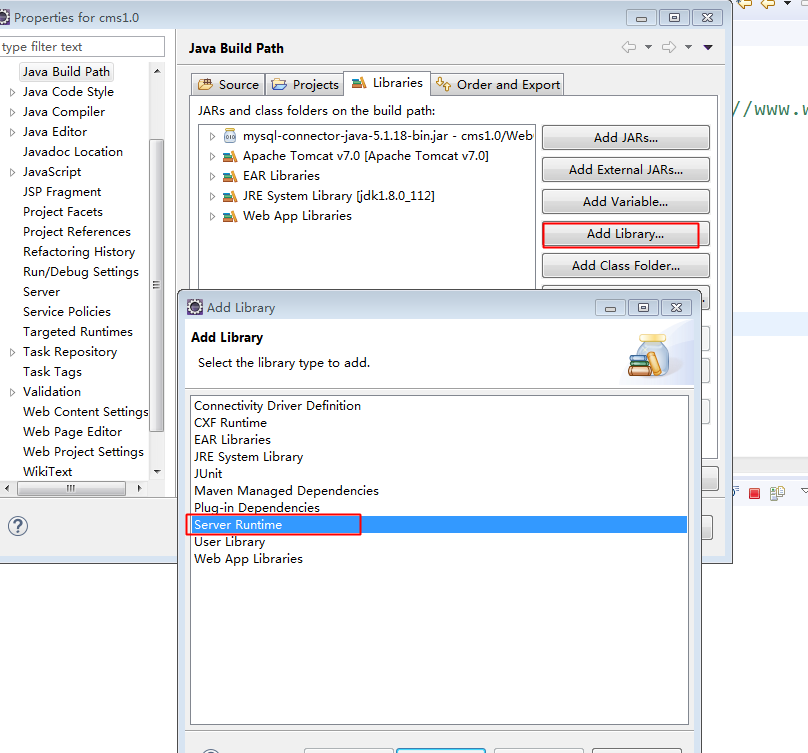 Properties for cms1.0
type filter text
Java Build Path
Java Code Style
Java Compiler
Java Editor
Javadoc Location
JavaScript
JSP Fragment
Project Facets
Project References
Refactoring History
Run/Debug Settings
Server
Service Policies
Targeted Runtimes
Task Repository
Task Tags
Validation
Web Content Settings
Web Page Editor
Web Project Settings
WikiText
Java Build Path
Source
Projects
Libraries
Order and Export
JARs and class folders on the build path:
mysql-connector-java-5.1.18-bin.jar - cms1.0/Web
Apache Tomcat v7.0 [Apache Tomcat v7.0]
EAR Libraries
JRE System Library [jdk1.8.0_112]
Web App Libraries
Add JARs...
Add External JARs...
Add Variable...
Add Library...
Add Class Folder...
//www.w
Add Library
Add Library
Select the library type to add.
Connectivity Driver Definition
CXF Runtime
EAR Libraries
JRE System Library
JUnit
Maven Managed Dependencies
Plug-in Dependencies
Server Runtime
User Library
Web App Libraries